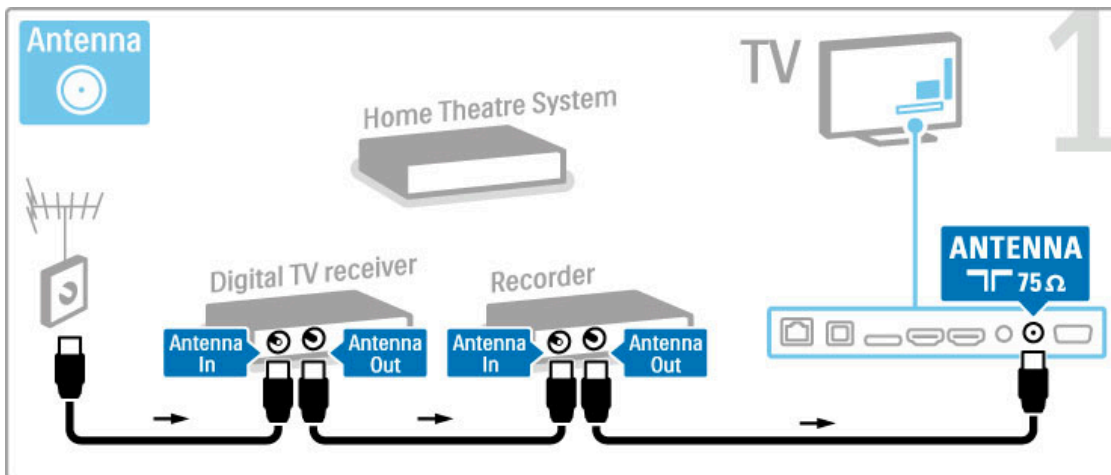 Antenna
TV
1
Home Theatre System
Digital TV receiver
Recorder
ANTENNA
75 Ω
Antenna
In
Antenna
Out
Antenna
In
Antenna
Out